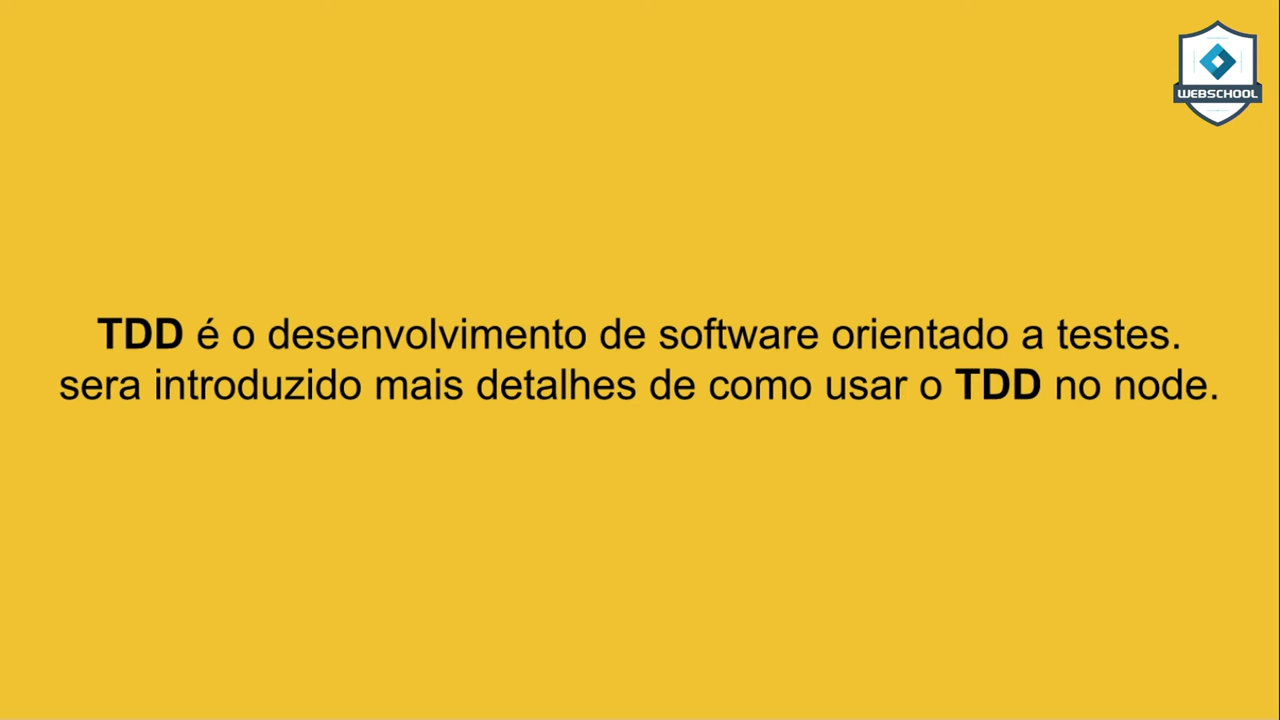 WEBSCHOOL
TDD é o desenvolvimento de software orientado a testes.
sera introduzido mais detalhes de como usar o TDD no node.